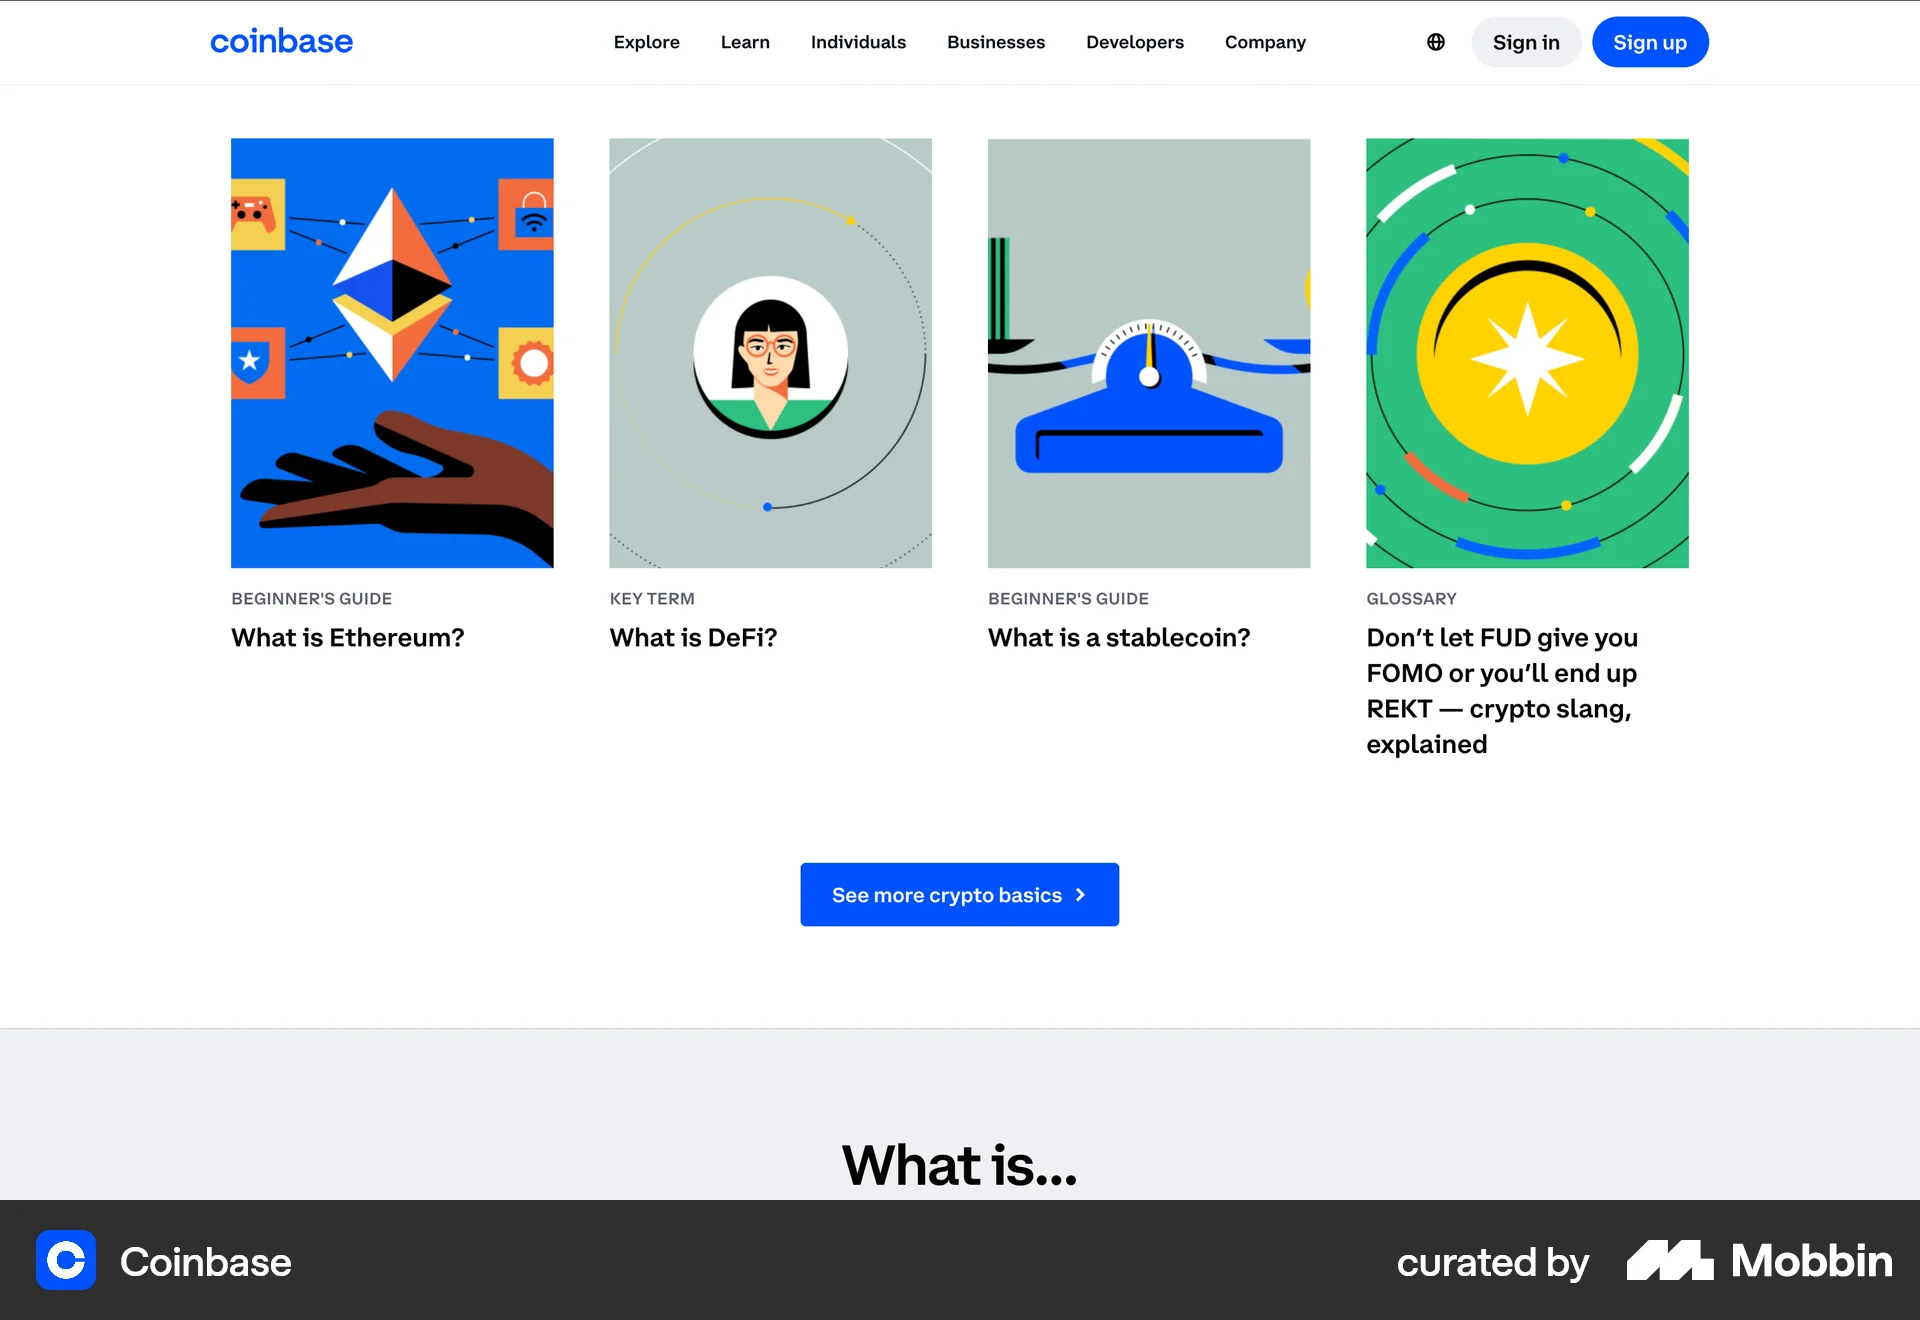 coinbase
Explore
Learn
Individuals
Businesses
Developers
Company
Sign in
Sign up
BEGINNER'S GUIDE
What is Ethereum?
KEY TERM
What is DeFi?
BEGINNER'S GUIDE
What is a stablecoin?
GLOSSARY
Don’t let FUD give you
FOMO or you’ll end up
REKT — crypto slang,
explained
See more crypto basics
What is...
Coinbase
curated by
Mobbin